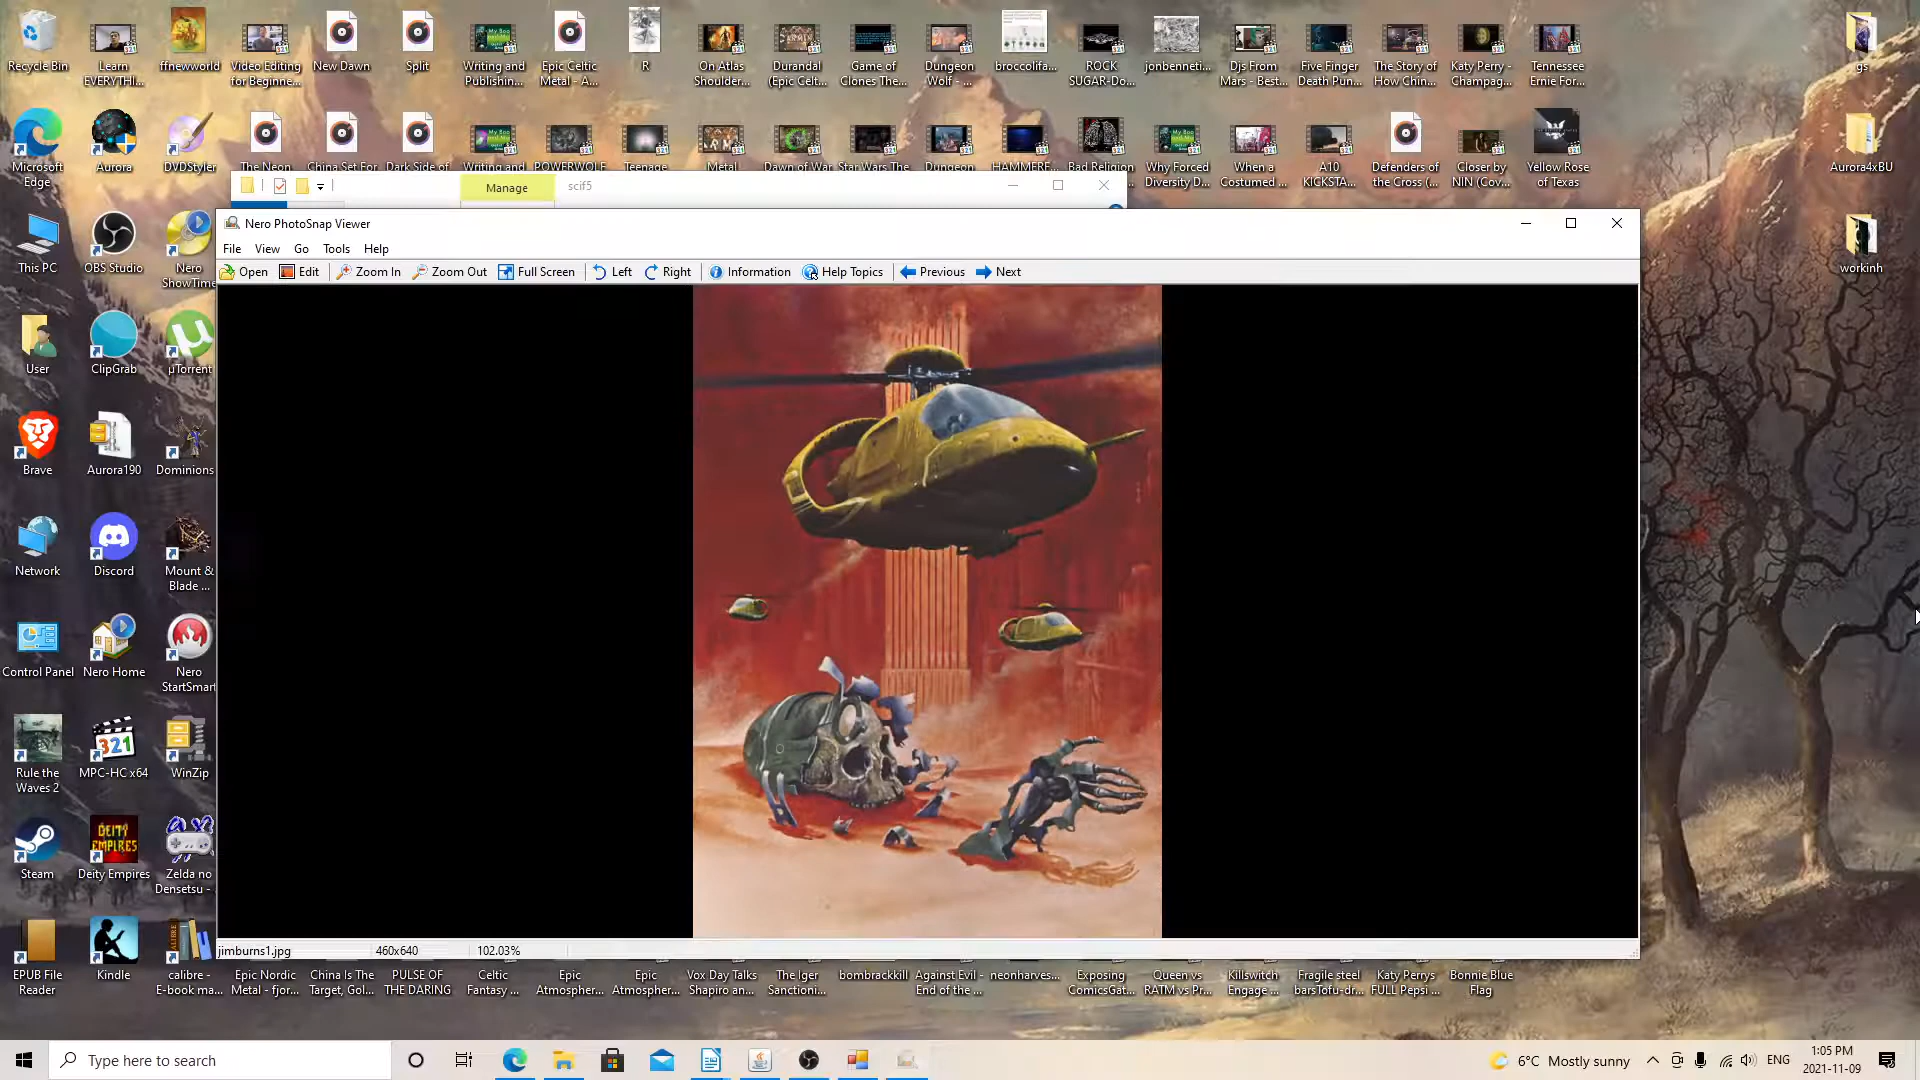 Recycle Bin
Learn
EVERYTHI...
ffnewworld
Video Editing
for Beginne...
New Dawn
Split
Writing and
Publishin...
Epic Celtic
Metal - A...
R
On Atlas
Shoulder...
Durandal
(Epic Celt...
Game of
Clones The...
Dungeon
Wolf - ...
broccolifa...
ROCK
SUGAR-Do...
jonbenneti...
Djs From
Mars - Best...
Five Finger
Death Pun...
The Story of
How Chin...
Katy Perry -
Champag...
Tennessee
Ernie For...
gs
Microsoft
Edge
Aurora
DVDStyler
The Neon
China Set For
Dark Side of
Writing and
POWERWOLF
Teenage
Metal
Dawn of War
Star Wars The
Dungeon
HAMMERF...
Bad Religion
Why Forced
Diversity D...
When a
Costumed ...
A10
KICKSTA...
Defenders of
the Cross (...
Closer by
NIN (Cov...
Yellow Rose
of Texas
Aurora4xBU
Manage
scif5
This PC
OBS Studio
Nero
ShowTime
workinh
Nero PhotoSnap Viewer
File View Go Tools Help
Open Edit Zoom In Zoom Out Full Screen Left Right Information Help Topics Previous Next
User
ClipGrab
µTorrent
Brave
Aurora190
Dominions
Network
Discord
Mount &
Blade ...
Control Panel
Nero Home
Nero
StartSmart
Rule the
Waves 2
MPC-HC x64
WinZip
Steam
Deity Empires
Zelda no
Densetsu - .
jimburns1.jpg 460x640 102.03%
EPUB File
Reader
Kindle
calibre -
E-book ma...
Epic Nordic
Metal - fjor...
China Is The
Target, Gol...
PULSE OF
THE DARING
Celtic
Fantasy ...
Epic
Atmospher...
Epic
Atmospher...
Vox Day Talks
Shapiro an...
The Iger
Sanctioni...
bombrackkill
Against Evil -
End of the ...
neonharves...
Exposing
ComicsGat...
Queen vs
RATM vs Pr...
Killswitch
Engage ...
Fragile steel
barsTofu-dr...
Katy Perrys
FULL Pepsi ...
Bonnie Blue
Flag
Type here to search
6°C Mostly sunny
ENG
1:05 PM
2021-11-09